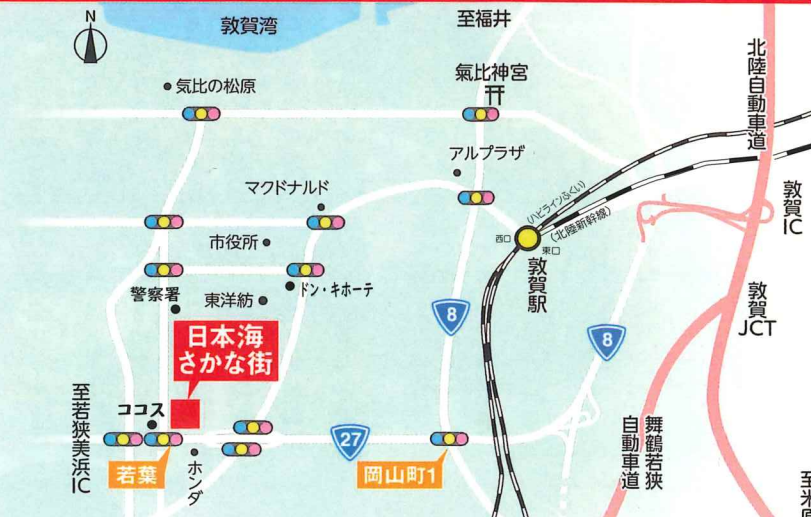 N
敦賀湾
至福井
気比の松原
氣比神宮
北陸自動車道
アルプラザ
マクドナルド
(ハピラインふくい)
(北陸新幹線)
敦賀IC
市役所
西口
東口
敦賀駅
警察署
東洋紡
ドン・キホーテ
8
8
敦賀
JCT
日本海
さかな街
至若狭美浜IC
ココス
27
若葉
ホンダ
岡山町1
舞鶴若狭
自動車道